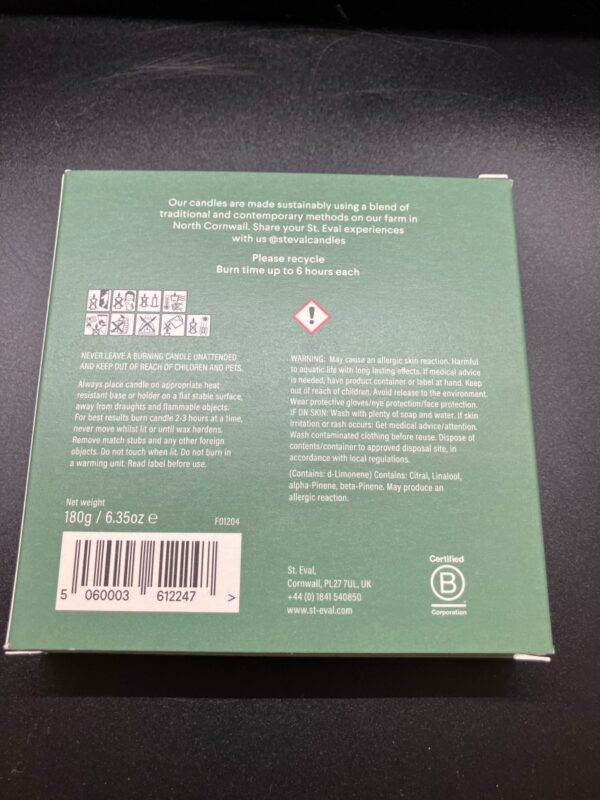 Our candles are made sustainably using a blend of
traditional and contemporary methods on our farm in
North Cornwall. Share your St. Eval experiences
with us @stevalcandles
Please recycle
Burn time up to 6 hours each
NEVER LEAVE A BURNING CANDLE UNATTENDED
AND KEEP OUT OF REACH OF CHILDREN AND PETS.
Always place candle on appropriate heat
resistant base or holder on a flat stable surface,
away from draughts and flammable objects.
For best results burn candle 2-3 hours at a time,
never move whilst lit or until wax hardens.
Remove match stubs and any other foreign
objects. Do not touch when lit. Do not burn in
a warming unit. Read label before use.
WARNING: May cause an allergic skin reaction. Harmful
to aquatic life with long lasting effects. If medical advice
is needed, have product container or label at hand. Keep
out of reach of children. Avoid release to the environment.
Wear protective gloves/eye protection/face protection.
IF ON SKIN: Wash with plenty of soap and water. If skin
irritation or rash occurs: Get medical advice/attention.
Wash contaminated clothing before reuse. Dispose of
contents/container to approved disposal site, in
accordance with local regulations.
(Contains: d-Limonene) Contains: Citral, Linalool,
alpha-Pinene, beta-Pinene. May produce an
allergic reaction.
Net weight
180g / 6.35oz ℮
F01204
5 060003 612247 >
St. Eval,
Cornwall, PL27 7UL, UK
+44 (0) 1841 540850
www.st-eval.com
Certified
B
Corporation